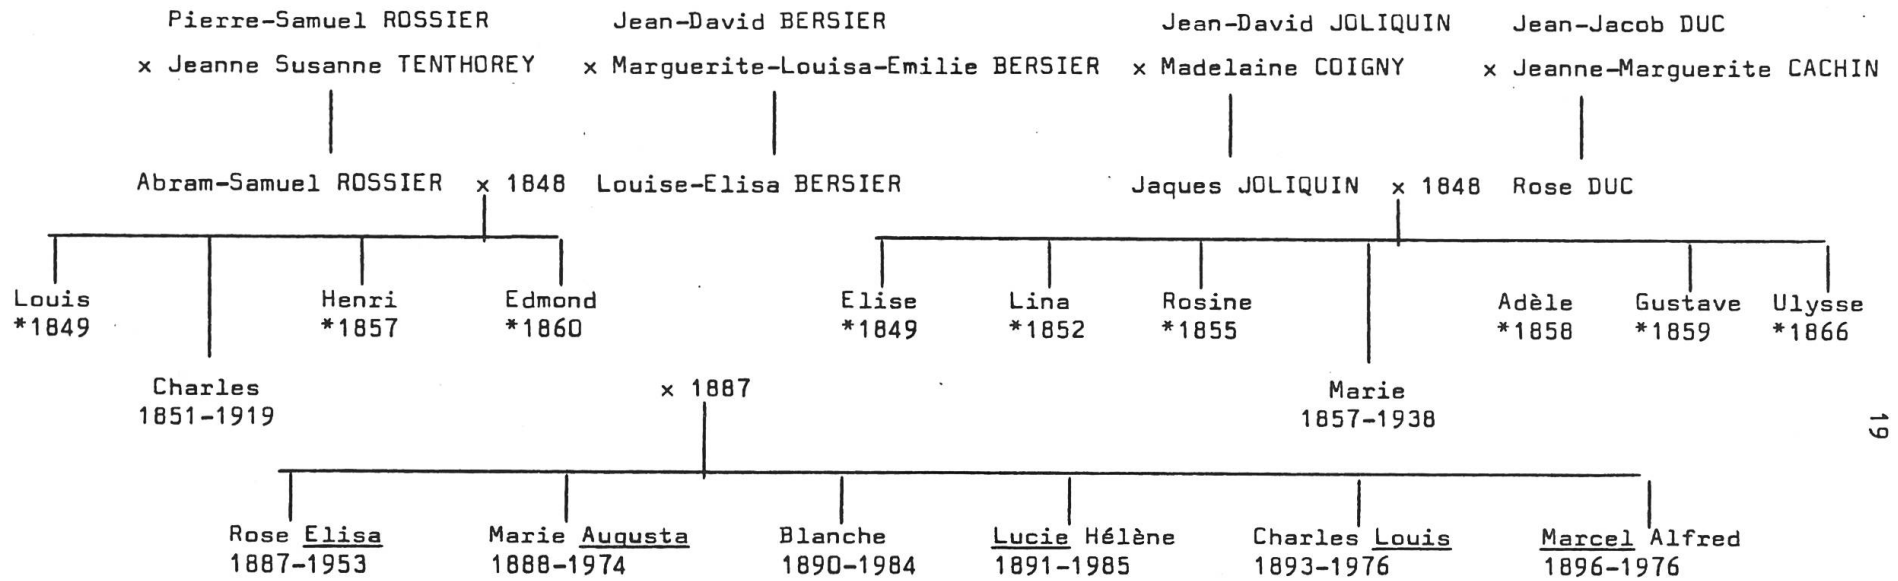 Pierre-Samuel ROSSIER Jean-David BERSIER Jean-David JOLIQUIN Jean-Jacob DUC
x Jeanne Susanne TENTHOREY x Marguerite-Louisa-Emilie BERSIER x Madelaine COIGNY x Jeanne-Marguerite CACHIN
Abram-Samuel ROSSIER x 1848 Louise-Elisa BERSIER Jaques JOLIQUIN x 1848 Rose DUC
Louis Henri Edmond Elise Lina Rosine Adèle Gustave Ulysse
*1849 *1857 *1860 *1849 *1852 *1855 *1858 *1859 *1866
Charles x 1887 Marie
1851-1919 1857-1938
19
Rose Elisa Marie Augusta Blanche Lucie Hélène Charles Louis Marcel Alfred
1887-1953 1888-1974 1890-1984 1891-1985 1893-1976 1896-1976